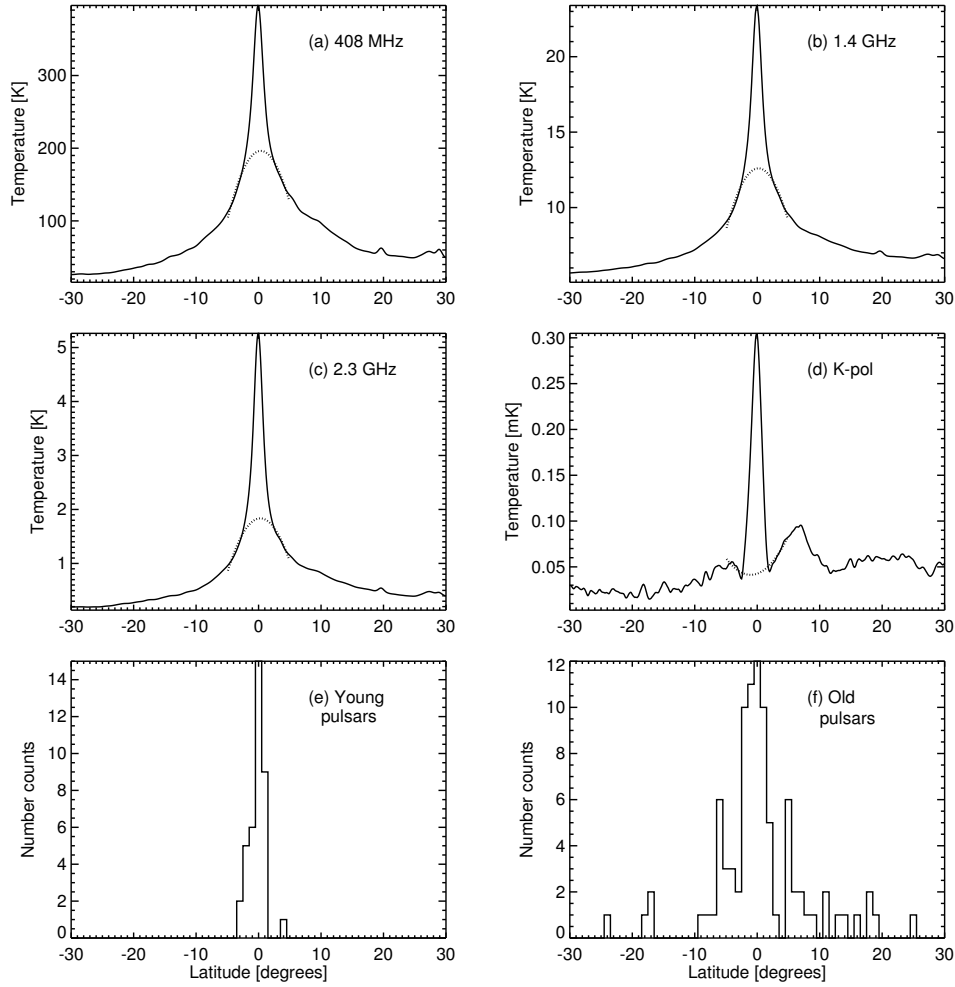 (a) 408 MHz
Temperature [K]
300
200
100
-30 -20 -10 0 10 20 30
(b) 1.4 GHz
Temperature [K]
20
15
10
-30 -20 -10 0 10 20 30
(c) 2.3 GHz
Temperature [K]
5
4
3
2
1
-30 -20 -10 0 10 20 30
(d) K-pol
Temperature [mK]
0.30
0.25
0.20
0.15
0.10
0.05
-30 -20 -10 0 10 20 30
(e) Young
pulsars
Number counts
14
12
10
8
6
4
2
0
-30 -20 -10 0 10 20 30
Latitude [degrees]
(f) Old
pulsars
Number counts
12
10
8
6
4
2
0
-30 -20 -10 0 10 20 30
Latitude [degrees]